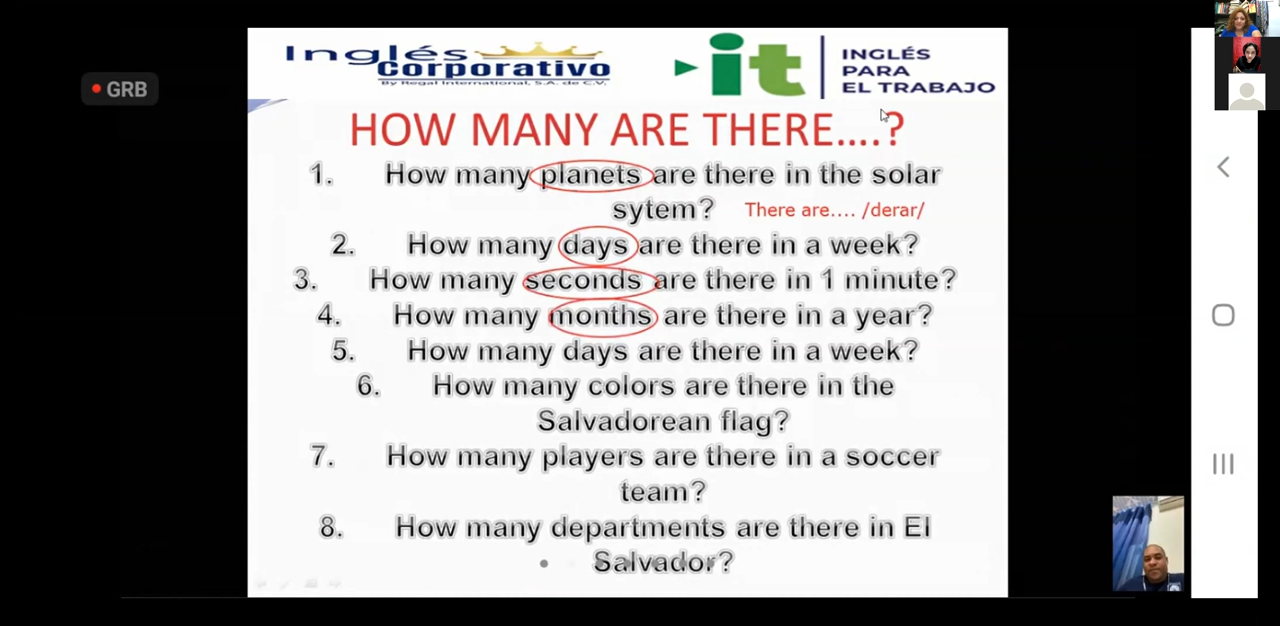 GRB
Inglés
Corporativo
By Regal International, S.A. de C.V.
it
INGLÉS
PARA
EL TRABAJO
HOW MANY ARE THERE....?
1. How many planets are there in the solar
sytem? There are.... /derar/
2. How many days are there in a week?
3. How many seconds are there in 1 minute?
4. How many months are there in a year?
5. How many days are there in a week?
6. How many colors are there in the
Salvadorean flag?
7. How many players are there in a soccer
team?
8. How many departments are there in El
Salvador?